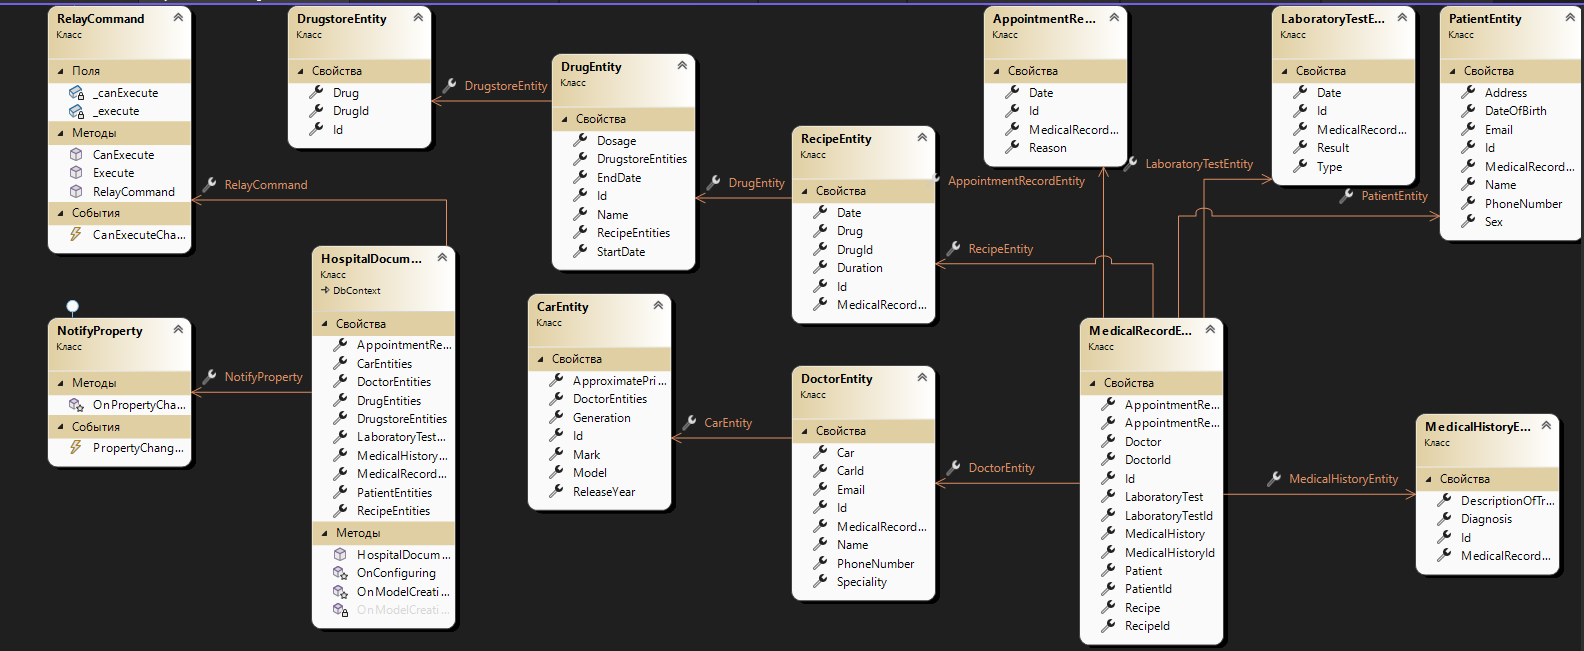 RelayCommand
Класс
Поля
_canExecute
_execute
Методы
CanExecute
Execute
RelayCommand
События
CanExecuteCha...
DrugstoreEntity
Класс
Свойства
Drug
DrugId
Id
DrugstoreEntity
DrugEntity
Класс
Свойства
Dosage
DrugstoreEntities
EndDate
Id
Name
RecipeEntities
StartDate
DrugEntity
RecipeEntity
Класс
Свойства
Date
Drug
DrugId
Duration
Id
MedicalRecord...
AppointmentRe...
Класс
Свойства
Date
Id
MedicalRecord...
Reason
AppointmentRecordEntity
LaboratoryTestEntity
LaboratoryTestE...
Класс
Свойства
Date
Id
MedicalRecord...
Result
Type
PatientEntity
PatientEntity
Класс
Свойства
Address
DateOfBirth
Email
Id
MedicalRecord...
Name
PhoneNumber
Sex
RelayCommand
RecipeEntity
NotifyProperty
Класс
Методы
OnPropertyCha...
События
PropertyChang...
NotifyProperty
HospitalDocum...
Класс
DbContext
Свойства
AppointmentRe...
CarEntities
DoctorEntities
DrugEntities
DrugstoreEntities
LaboratoryTest...
MedicalHistory...
MedicalRecord...
PatientEntities
RecipeEntities
Методы
HospitalDocum...
OnConfiguring
OnModelCreati...
OnModelCreati...
CarEntity
Класс
Свойства
ApproximatePri...
DoctorEntities
Generation
Id
Mark
Model
ReleaseYear
CarEntity
DoctorEntity
Класс
Свойства
Car
CarId
Email
Id
MedicalRecord...
Name
PhoneNumber
Speciality
DoctorEntity
MedicalRecordE...
Класс
Свойства
AppointmentRe...
AppointmentRe...
Doctor
DoctorId
Id
LaboratoryTest
LaboratoryTestId
MedicalHistory
MedicalHistoryId
Patient
PatientId
Recipe
RecipeId
MedicalHistoryEntity
MedicalHistoryE...
Класс
Свойства
DescriptionOfTr...
Diagnosis
Id
MedicalRecord...